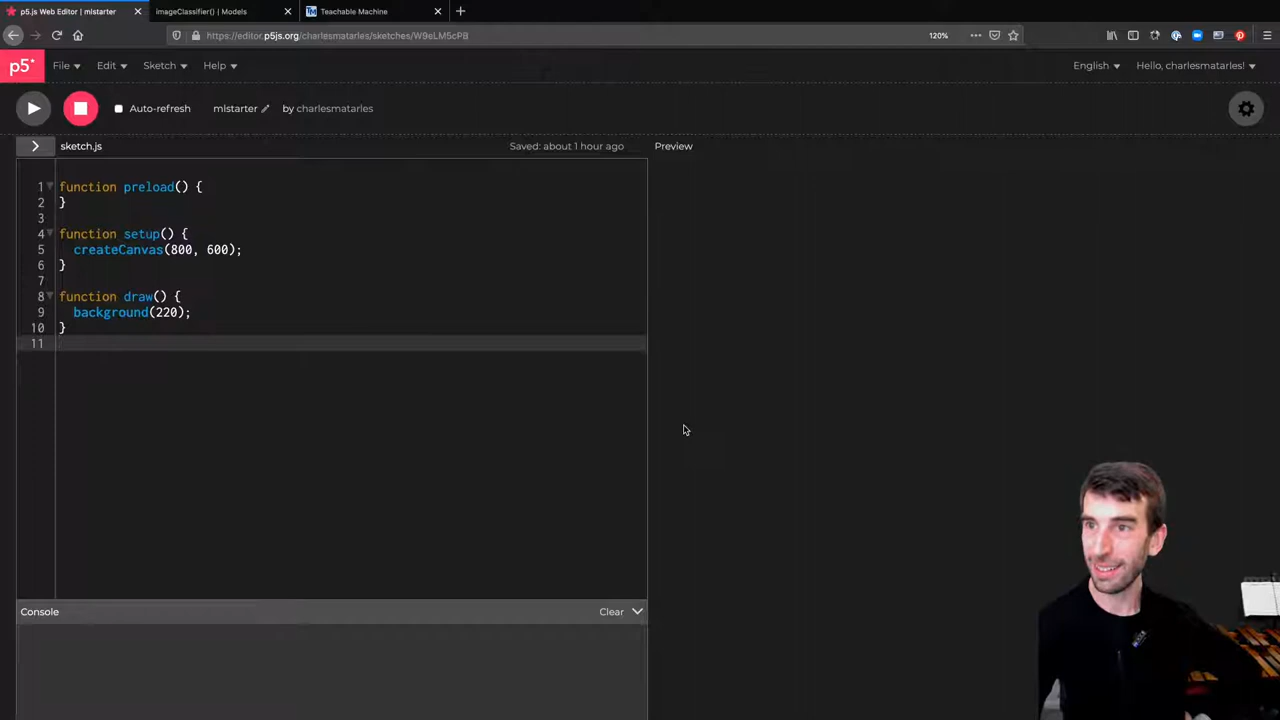 p5.js Web Editor | mlstarter
imageClassifier() | Models
Teachable Machine
https://editor.p5js.org/charlesmatarles/sketches/W9eLM5cPB
120%
p5*
File
Edit
Sketch
Help
English
Hello, charlesmatarles!
Auto-refresh
mlstarter
by charlesmatarles
sketch.js
Saved: about 1 hour ago
Preview
1 function preload() {
2 }
3
4 function setup() {
5 createCanvas(800, 600);
6 }
7
8 function draw() {
9 background(220);
10 }
11
Console
Clear